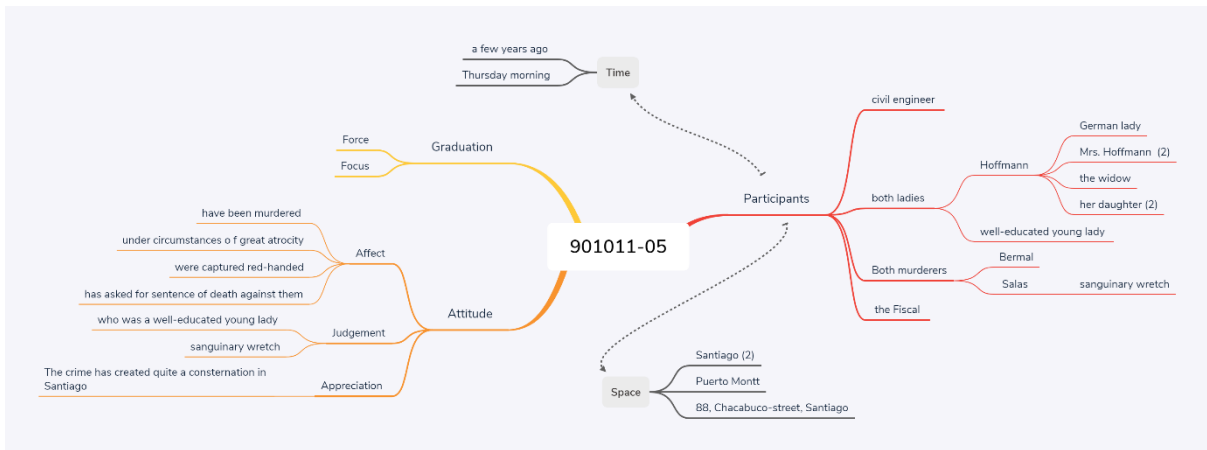 a few years ago
Thursday morning
Time
civil engineer
German lady
Mrs. Hoffmann (2)
the widow
her daughter (2)
Hoffmann
well-educated young lady
both ladies
Participants
Bermal
Salas
sanguinary wretch
Both murderers
the Fiscal
Force
Focus
Graduation
901011-05
have been murdered
under circumstances o f great atrocity
were captured red-handed
has asked for sentence of death against them
Affect
who was a well-educated young lady
sanguinary wretch
Judgement
Attitude
The crime has created quite a consternation in
Santiago
Appreciation
Space
Santiago (2)
Puerto Montt
88, Chacabuco-street, Santiago